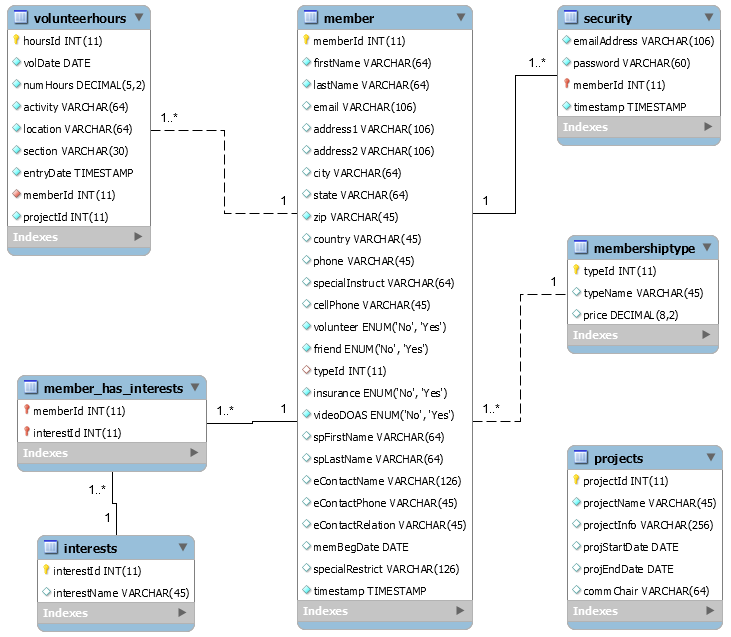 volunteerhours
hoursId INT(11)
volDate DATE
numHours DECIMAL(5,2)
activity VARCHAR(64)
location VARCHAR(64)
section VARCHAR(30)
entryDate TIMESTAMP
memberId INT(11)
projectId INT(11)
Indexes
1..*
1
member
memberId INT(11)
firstName VARCHAR(64)
lastName VARCHAR(64)
email VARCHAR(106)
address1 VARCHAR(106)
address2 VARCHAR(106)
city VARCHAR(64)
state VARCHAR(64)
zip VARCHAR(45)
country VARCHAR(45)
phone VARCHAR(45)
specialInstruct VARCHAR(64)
cellPhone VARCHAR(45)
volunteer ENUM('No', 'Yes')
friend ENUM('No', 'Yes')
typeId INT(11)
insurance ENUM('No', 'Yes')
videoDOAS ENUM('No', 'Yes')
spFirstName VARCHAR(64)
spLastName VARCHAR(64)
eContactName VARCHAR(126)
eContactPhone VARCHAR(45)
eContactRelation VARCHAR(45)
memBegDate DATE
specialRestrict VARCHAR(126)
timestamp TIMESTAMP
Indexes
1..*
1
security
emailAddress VARCHAR(106)
password VARCHAR(60)
memberId INT(11)
timestamp TIMESTAMP
Indexes
1
1..*
membershiptype
typeId INT(11)
typeName VARCHAR(45)
price DECIMAL(8,2)
Indexes
member_has_interests
memberId INT(11)
interestId INT(11)
Indexes
1..*
1
1..*
1
interests
interestId INT(11)
interestName VARCHAR(45)
Indexes
projects
projectId INT(11)
projectName VARCHAR(45)
projectInfo VARCHAR(256)
projStartDate DATE
projEndDate DATE
commChair VARCHAR(64)
Indexes